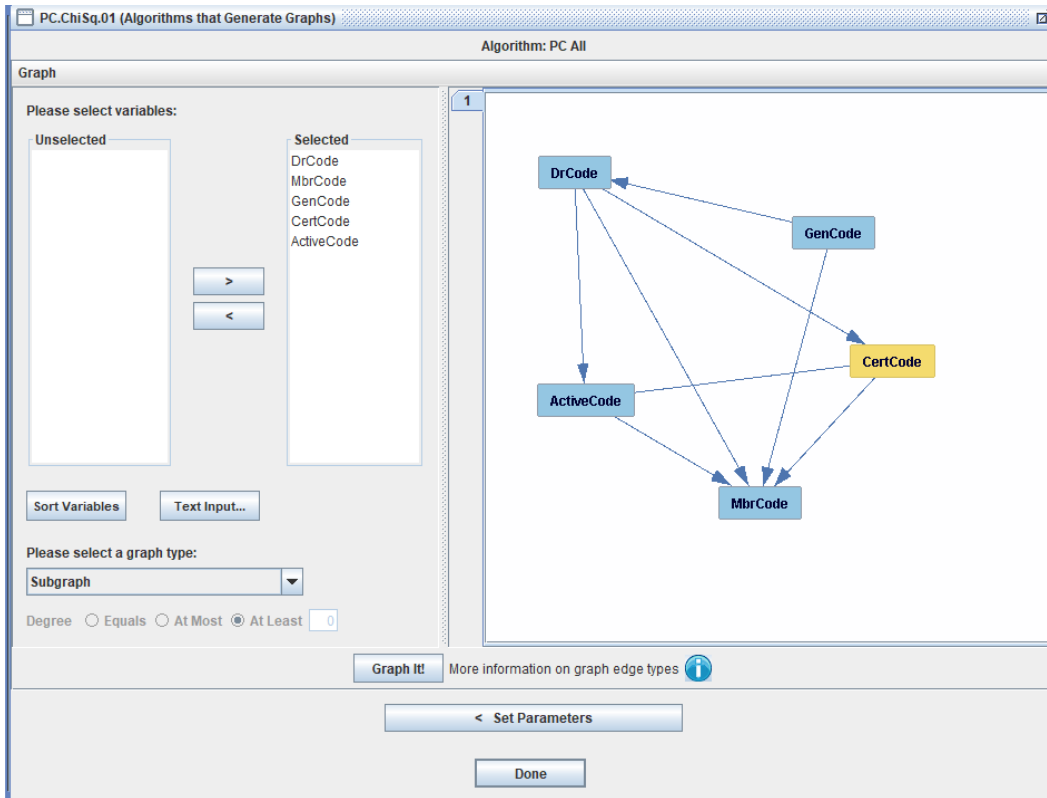 PC.ChiSq.01 (Algorithms that Generate Graphs)
Algorithm: PC All
Graph
Please select variables:
Unselected
Selected
DrCode
MbrCode
GenCode
CertCode
ActiveCode
>
<
Sort Variables
Text Input...
Please select a graph type:
Subgraph
Degree Equals At Most At Least 0
1
DrCode
GenCode
CertCode
ActiveCode
MbrCode
Graph It! More information on graph edge types
< Set Parameters
Done